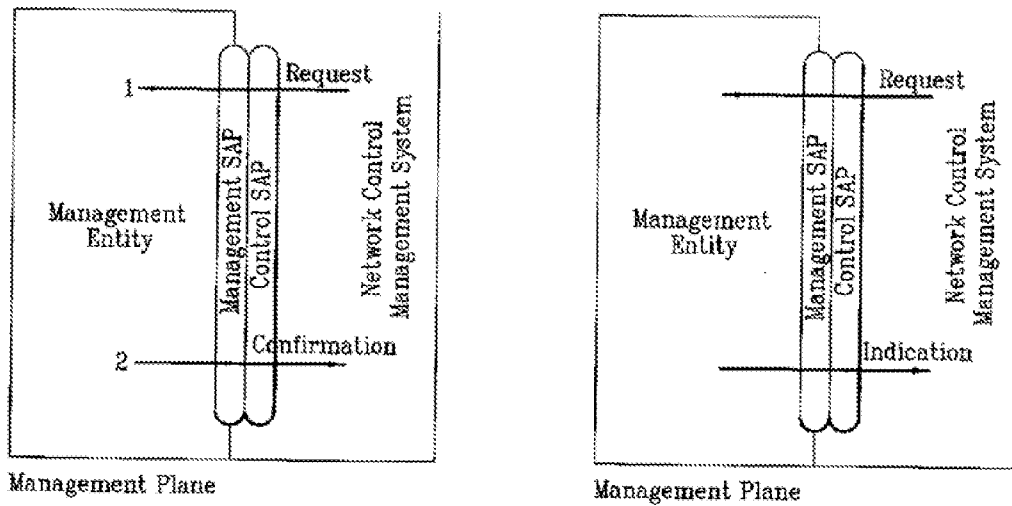 1
Request
Management
Entity
Management SAP
Control SAP
Network Control
Management System
2
Confirmation
Management Plane
Request
Management
Entity
Management SAP
Control SAP
Network Control
Management System
Indication
Management Plane